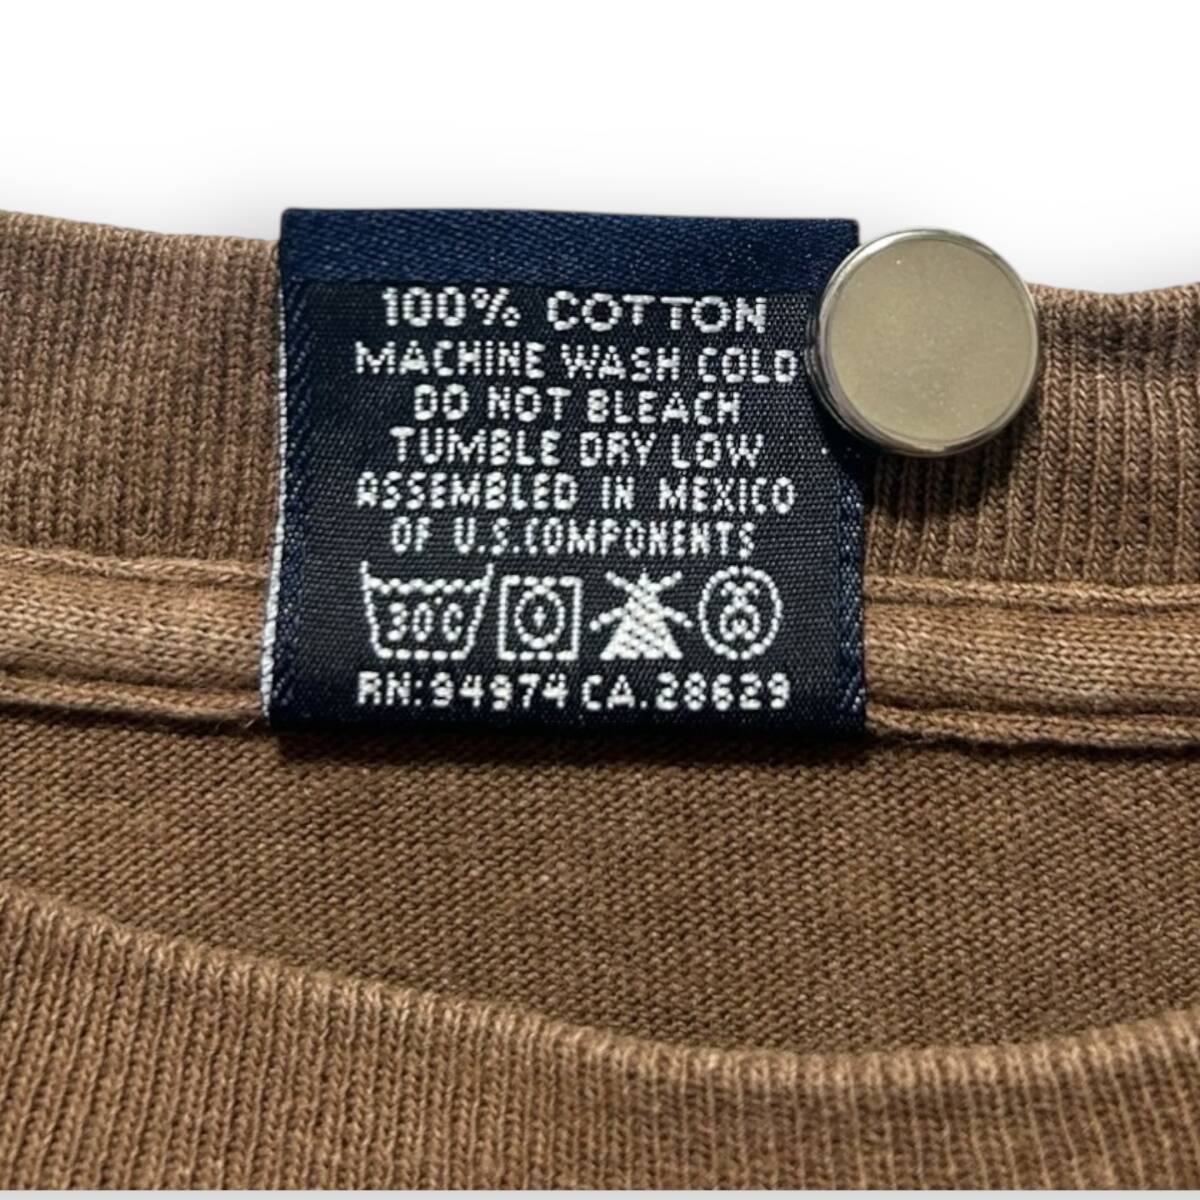 100% COTTON
MACHINE WASH COLD
DO NOT BLEACH
TUMBLE DRY LOW
ASSEMBLED IN MEXICO
OF U.S.COMPONENTS
30C
RN:94974 CA.28629